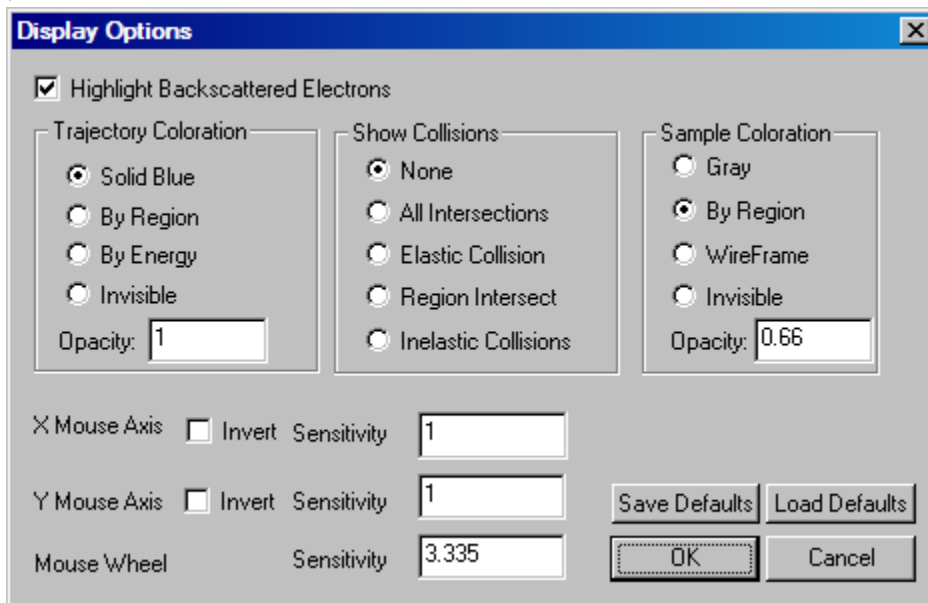 Display Options
Highlight Backscattered Electrons
Trajectory Coloration
Solid Blue
By Region
By Energy
Invisible
Opacity: 1
Show Collisions
None
All Intersections
Elastic Collision
Region Intersect
Inelastic Collisions
Sample Coloration
Gray
By Region
WireFrame
Invisible
Opacity: 0.66
X Mouse Axis Invert Sensitivity 1
Y Mouse Axis Invert Sensitivity 1
Mouse Wheel Sensitivity 3.335
Save Defaults Load Defaults
OK Cancel